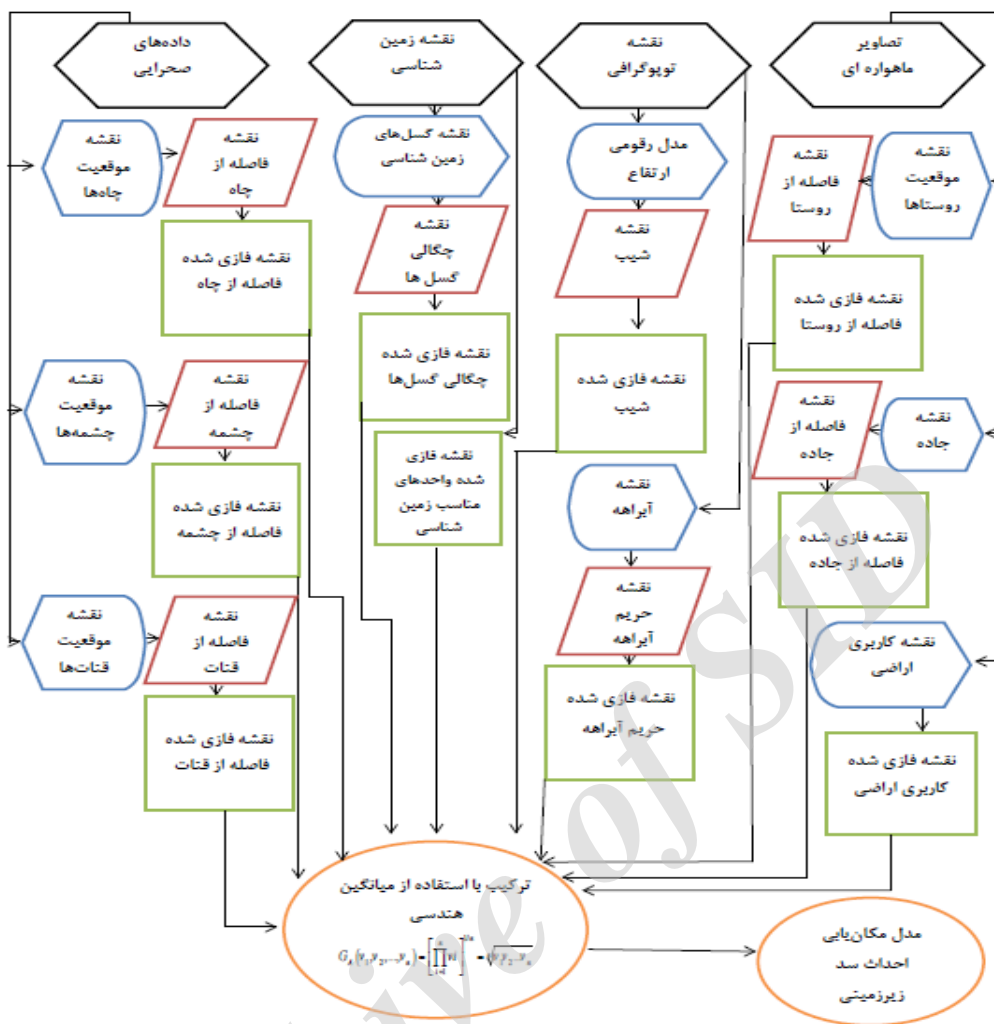 داده‌های
صحرایی
نقشه زمین
شناسی
نقشه
توپوگرافی
تصاویر
ماهواره ای
نقشه
موقعیت
چاه‌ها
نقشه
فاصله از
چاه
نقشه فازی شده
فاصله از چاه
نقشه
موقعیت
چشمه‌ها
نقشه
فاصله از
چشمه
نقشه فازی شده
فاصله از چشمه
نقشه
موقعیت
قنات‌ها
نقشه
فاصله از
قنات
نقشه فازی شده
فاصله از قنات
نقشه گسل‌های
زمین شناسی
نقشه
چگالی
گسل ها
نقشه فازی شده
چگالی گسل‌ها
نقشه فازی
شده واحدهای
مناسب زمین
شناسی
مدل رقومی
ارتفاع
نقشه
شیب
نقشه فازی شده
شیب
نقشه
آبراهه
نقشه
حریم
آبراهه
نقشه فازی شده
حریم آبراهه
نقشه
موقعیت
روستاها
نقشه
فاصله از
روستا
نقشه فازی شده
فاصله از روستا
نقشه
جاده
نقشه
فاصله از
جاده
نقشه فازی شده
فاصله از جاده
نقشه کاربری
اراضی
نقشه فازی شده
کاربری اراضی
ترکیب با استفاده از میانگین
هندسی
مدل مکان‌یابی
احداث سد
زیرزمینی
ive of SID